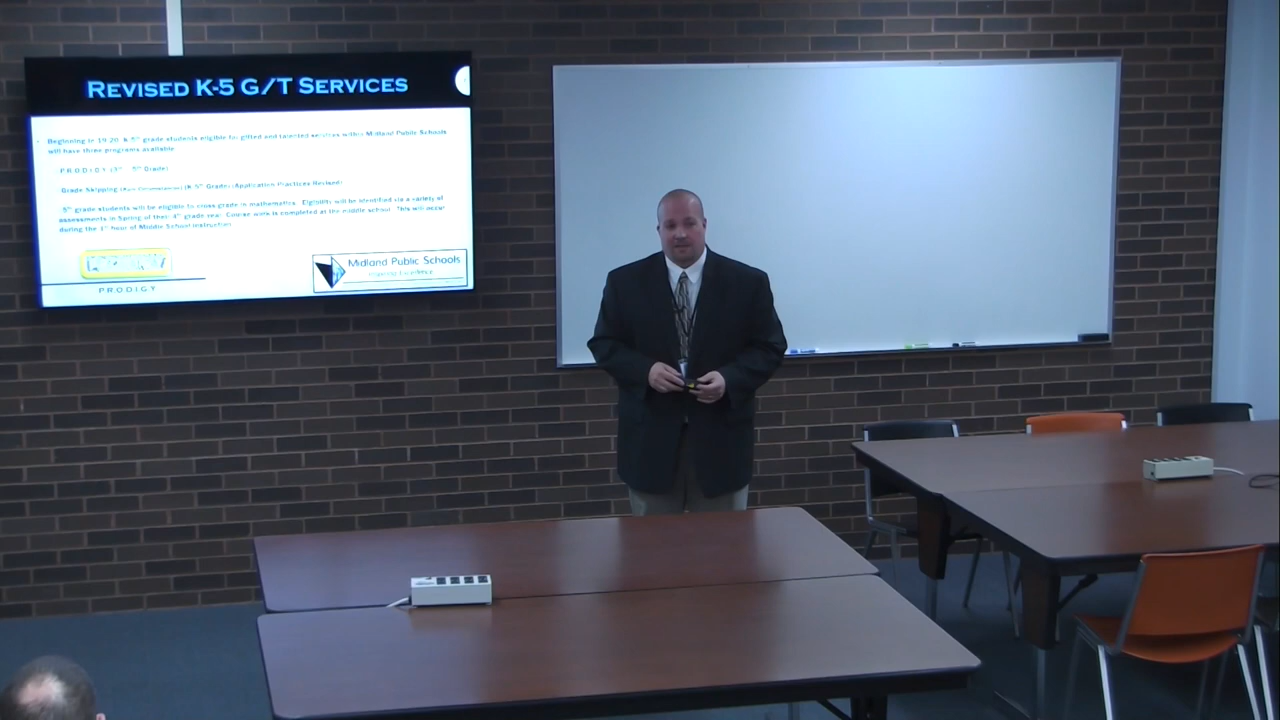 REVISED K-5 G/T SERVICES
Beginning in 19-20, K-5th grade students eligible for gifted and talented services within Midland Public Schools
will have three programs available
P.R.O.D.I.G.Y. (3rd - 5th Grade)
Grade Skipping (K-5th Grade) (Application Practices Revised)
5th grade students will be eligible to cross-grade in mathematics. Eligibility will be identified via a variety of
assessments in Spring of their 4th grade year. Course work is completed at the middle school. This will occur
during the 1st hour of Middle School instruction.
Midland Public Schools
Inspiring Excellence
PRODIGY